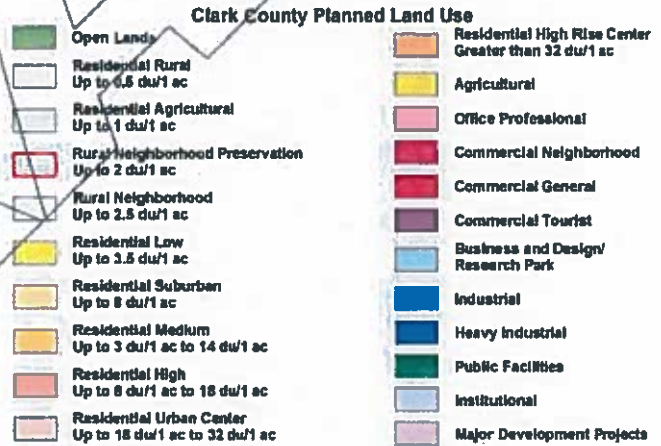 Clark County Planned Land Use
Open Lands
Residential Rural
Up to 0.5 du/1 ac
Residential Agricultural
Up to 1 du/1 ac
Rural Neighborhood Preservation
Up to 2 du/1 ac
Rural Neighborhood
Up to 2.5 du/1 ac
Residential Low
Up to 3.5 du/1 ac
Residential Suburban
Up to 8 du/1 ac
Residential Medium
Up to 3 du/1 ac to 14 du/1 ac
Residential High
Up to 8 du/1 ac to 18 du/1 ac
Residential Urban Center
Up to 18 du/1 ac to 32 du/1 ac
Residential High Rise Center
Greater than 32 du/1 ac
Agricultural
Office Professional
Commercial Neighborhood
Commercial General
Commercial Tourist
Business and Design/
Research Park
Industrial
Heavy Industrial
Public Facilities
Institutional
Major Development Projects